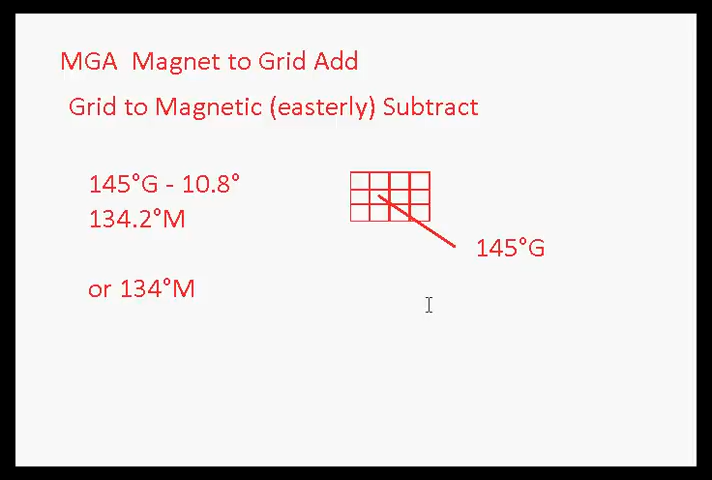 MGA Magnet to Grid Add
Grid to Magnetic (easterly) Subtract
145°G - 10.8°
134.2°M
145°G
or 134°M